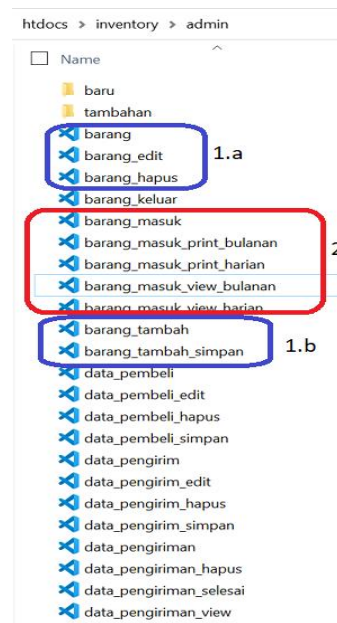 htdocs > inventory > admin
Name
baru
tambahan
barang
barang_edit
1.a
barang_hapus
barang_keluar
barang_masuk
barang_masuk_print_bulanan
2
barang_masuk_print_harian
barang_masuk_view_bulanan
barang_masuk_view_harian
barang_tambah
barang_tambah_simpan
1.b
data_pembeli
data_pembeli_edit
data_pembeli_hapus
data_pembeli_simpan
data_pengirim
data_pengirim_edit
data_pengirim_hapus
data_pengirim_simpan
data_pengiriman
data_pengiriman_hapus
data_pengiriman_selesai
data_pengiriman_view